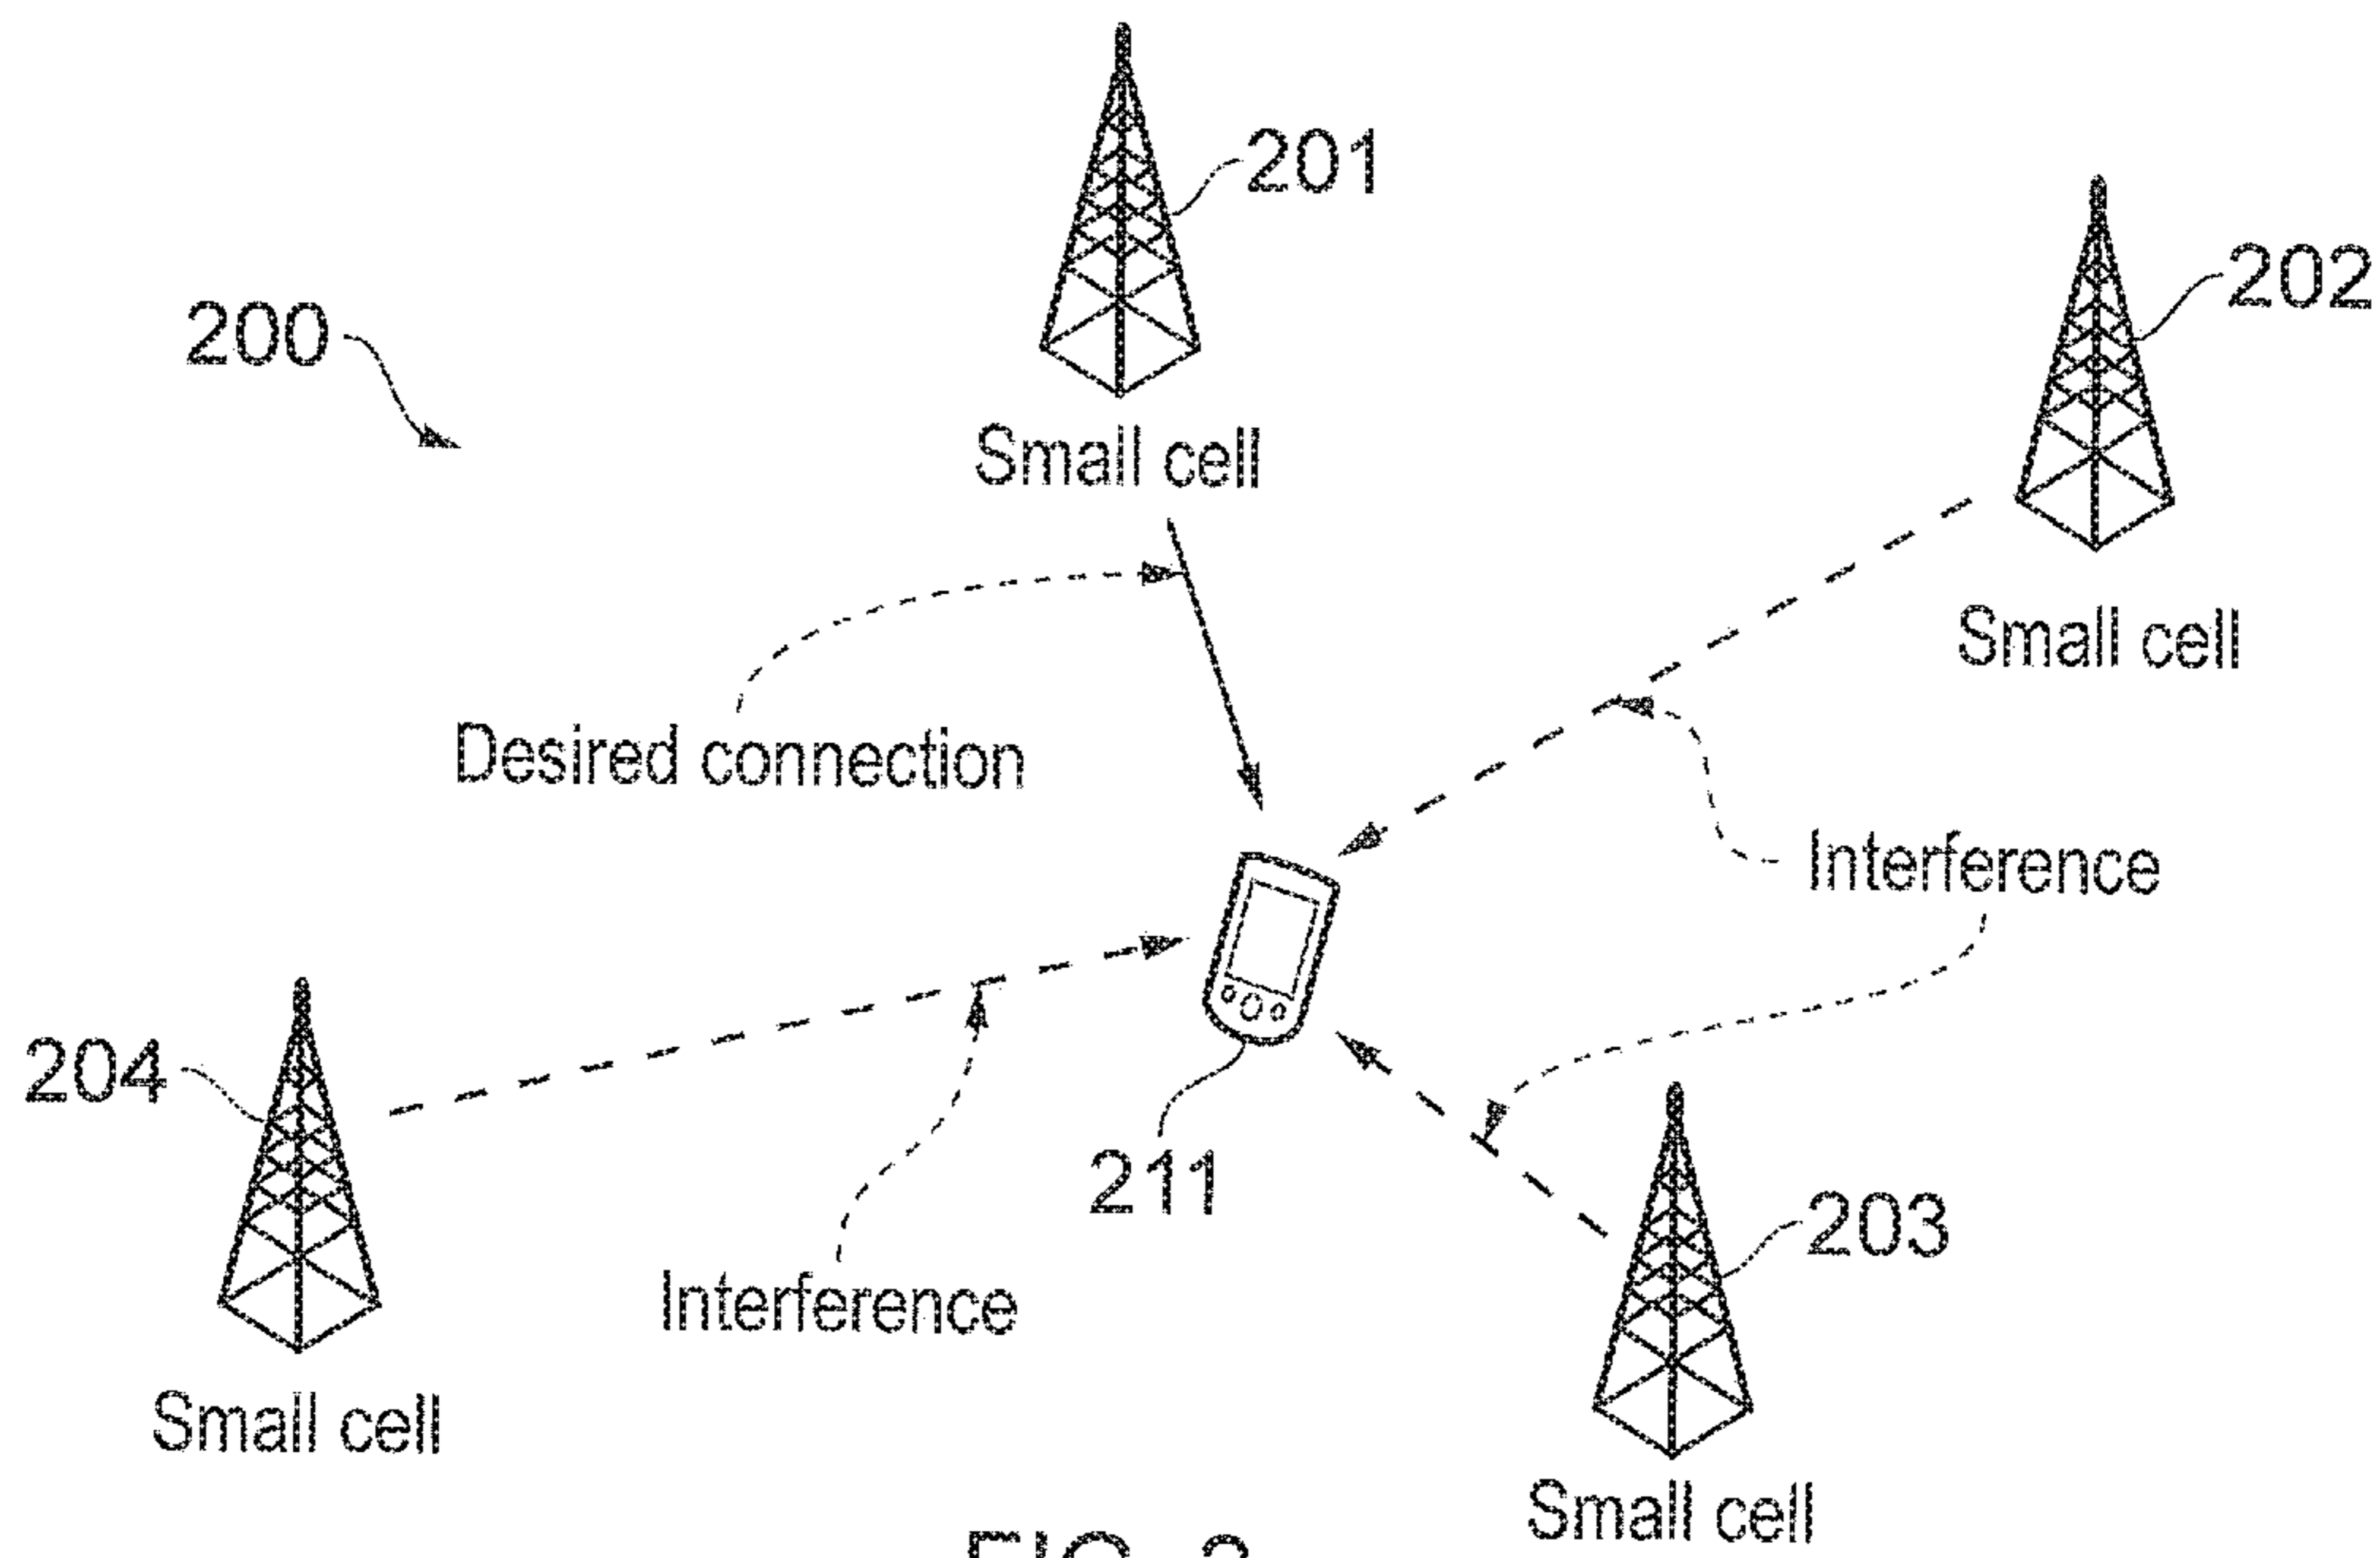 201
202
200
Small cell
Small cell
Desired connection
Interference
204
211
203
Interference
Small cell
Small cell